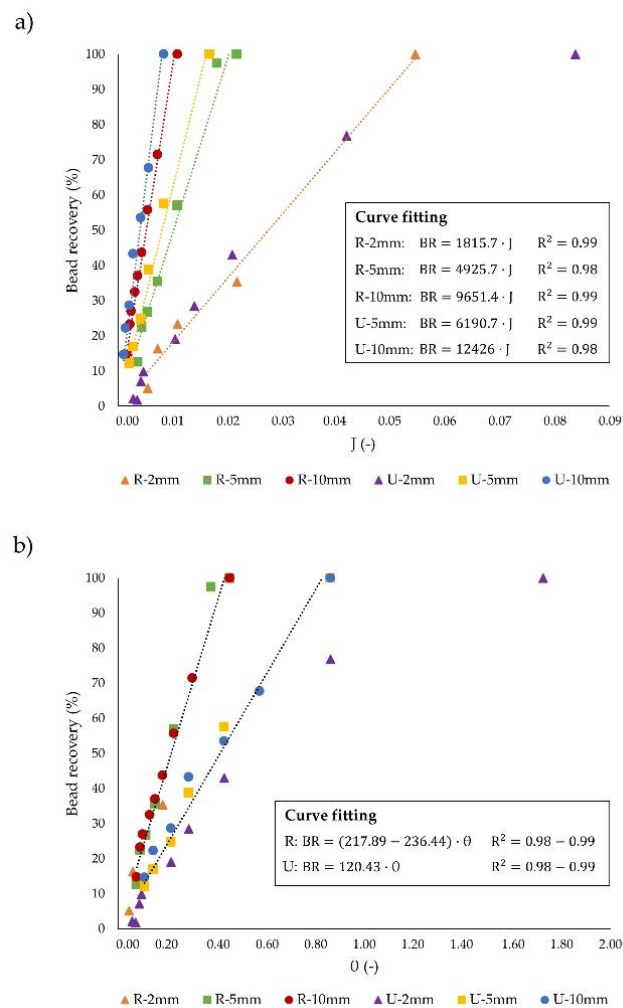 a)
100
90
80
70
60
50
40
30
20
10
0
Bead recovery (%)
Curve fitting
R-2mm: BR = 1815.7 · J R² = 0.99
R-5mm: BR = 4925.7 · J R² = 0.98
R-10mm: BR = 9651.4 · J R² = 0.99
U-5mm: BR = 6190.7 · J R² = 0.99
U-10mm: BR = 12426 · J R² = 0.98
0.00 0.01 0.02 0.03 0.04 0.05 0.06 0.07 0.08 0.09
J (-)
R-2mm R-5mm R-10mm U-2mm U-5mm U-10mm
b)
100
90
80
70
60
50
40
30
20
10
0
Bead recovery (%)
Curve fitting
R: BR = (217.89 − 236.44) · θ R² = 0.98 − 0.99
U: BR = 120.43 · θ R² = 0.98 − 0.99
0.00 0.20 0.40 0.60 0.80 1.00 1.20 1.40 1.60 1.80 2.00
θ (-)
R-2mm R-5mm R-10mm U-2mm U-5mm U-10mm